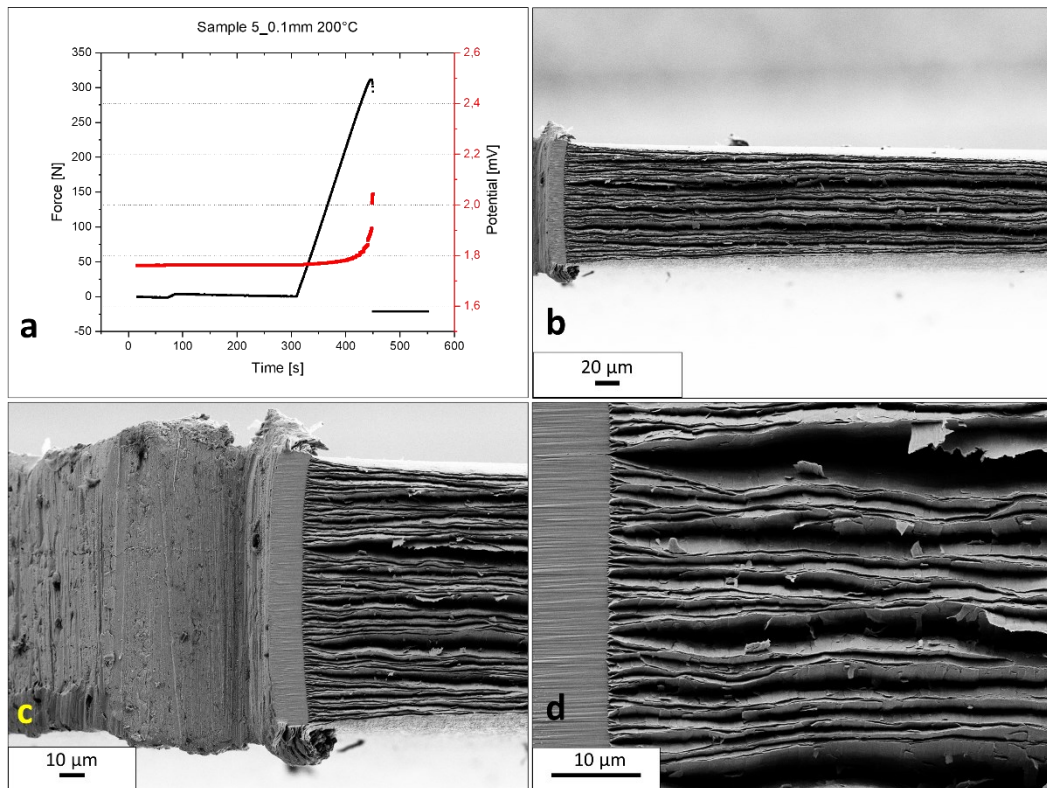 Sample 5_0.1mm 200°C
350
300
250
200
150
100
50
0
-50
Force [N]
2,6
2,4
2,2
2,0
1,8
1,6
Potential [mV]
0 100 200 300 400 500 600
Time [s]
a
b
20 µm
c
10 µm
d
10 µm